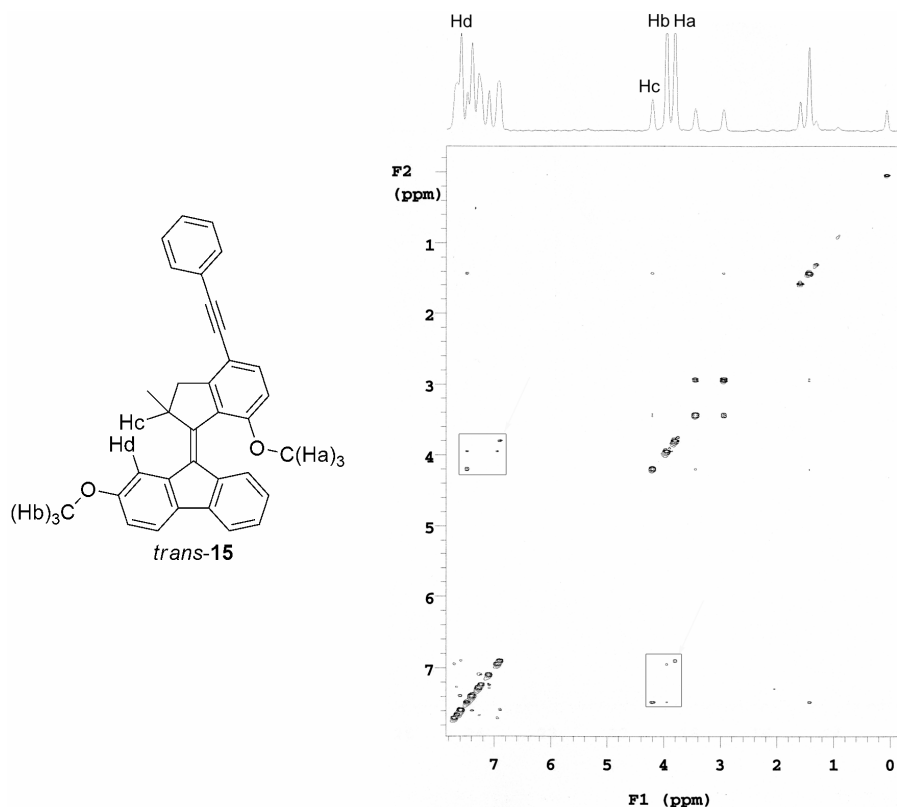 Hd
Hb Ha
Hc
F2
(ppm)
1
2
3
4
5
6
7
7 6 5 4 3 2 1 0
F1 (ppm)
Hc
Hd
O
C(Ha)3
O
(Hb)3C
trans-15